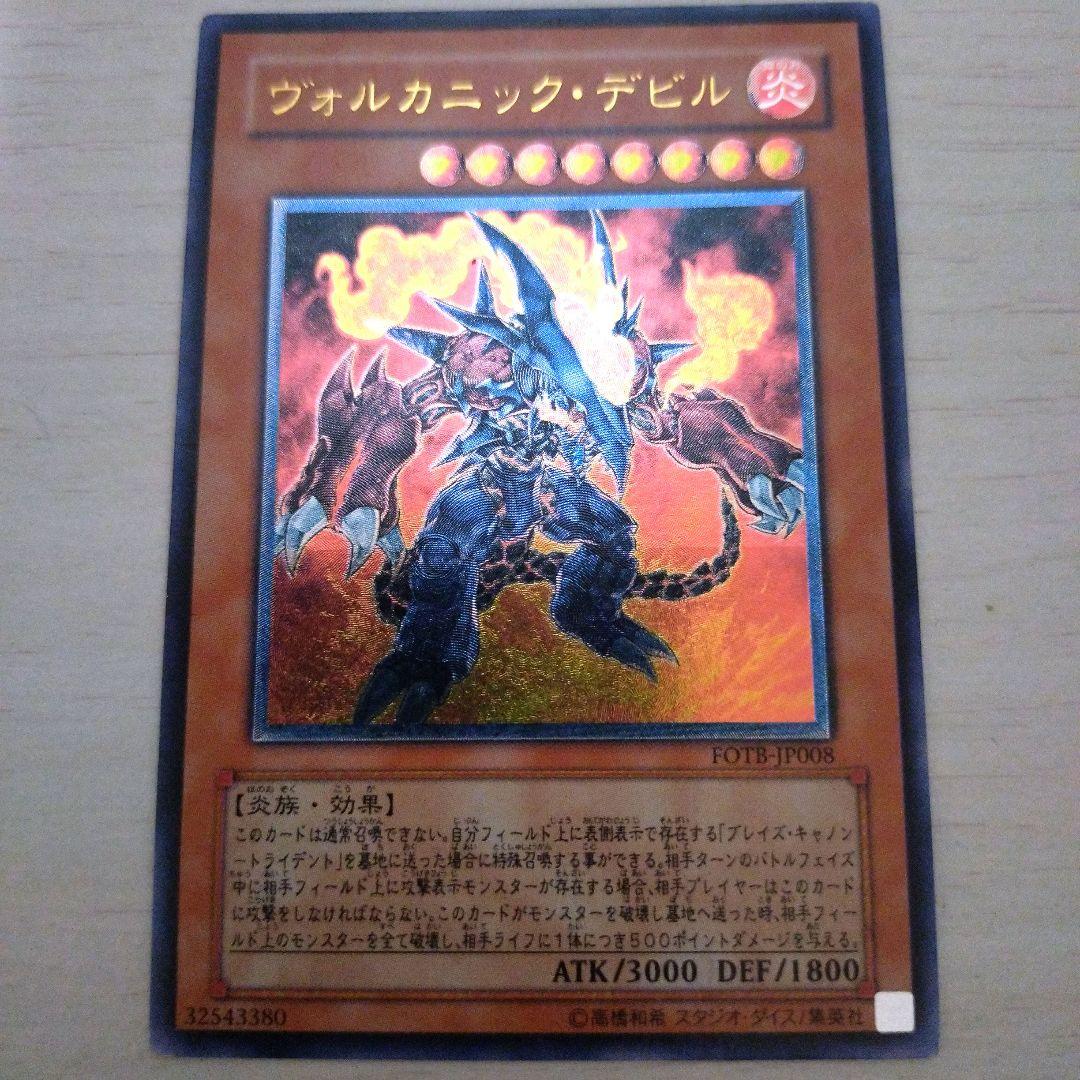 ヴォルカニック・デビル
炎
FOTB-JP008
【炎族・効果】
このカードは通常召喚できない。自分フィールド上に表側表示で存在する「ブレイズ・キャノン
ートライデント」を墓地に送った場合に特殊召喚する事ができる。相手ターンのバトルフェイズ
中に相手フィールド上に攻撃表示モンスターが存在する場合、相手プレイヤーはこのカード
に攻撃をしなければならない。このカードがモンスターを破壊し墓地へ送った時、相手フィー
ルド上のモンスターを全て破壊し、相手ライフに1体につき500ポイントダメージを与える。
ATK/3000 DEF/1800
32543380
©高橋和希 スタジオ・ダイス/集英社